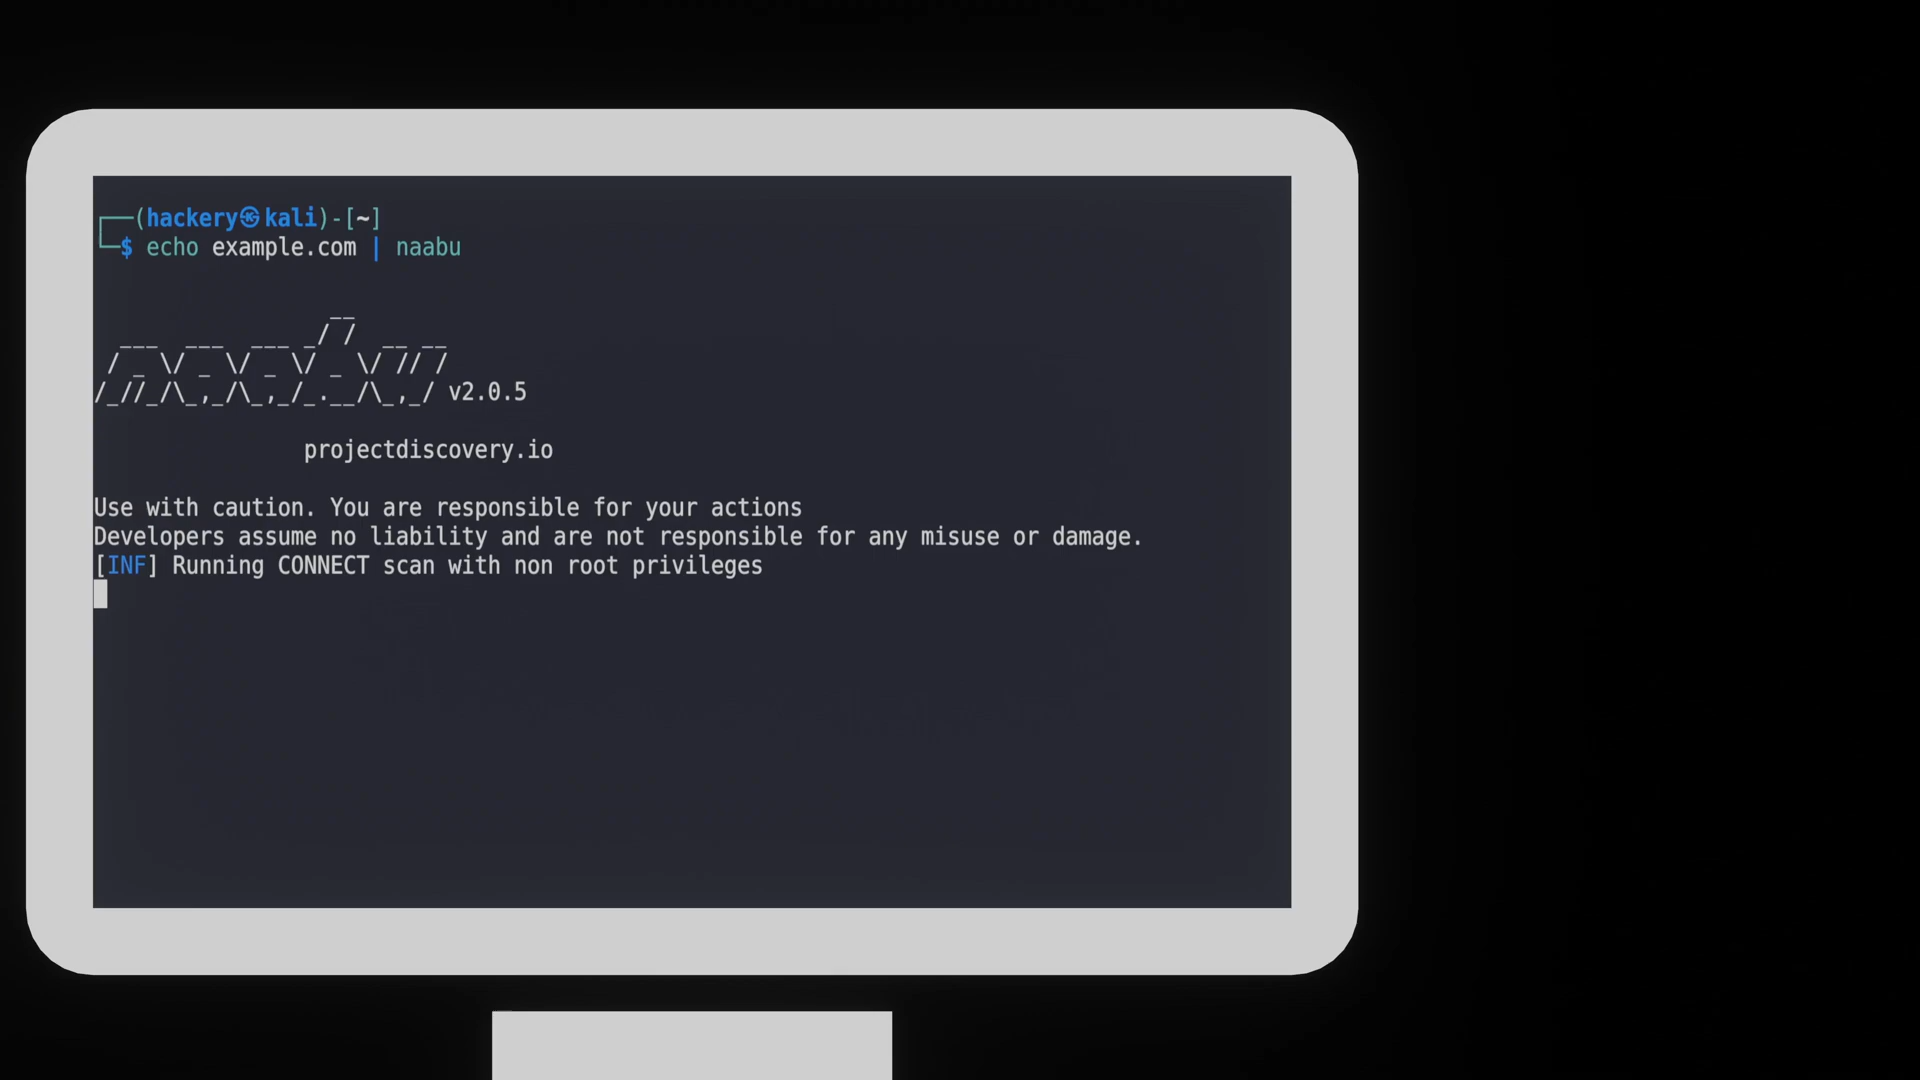 ┌──(hackery㉿kali)-[~]
└─$ echo example.com | naabu
                  __
  ___  ___  ___ _/ /  __ __
 / _ \/ _ \/ _ \/ _ \/ // /
/_//_/\_,_/\_,_/_.__/\_,_/ v2.0.5
projectdiscovery.io
Use with caution. You are responsible for your actions
Developers assume no liability and are not responsible for any misuse or damage.
[INF] Running CONNECT scan with non root privileges